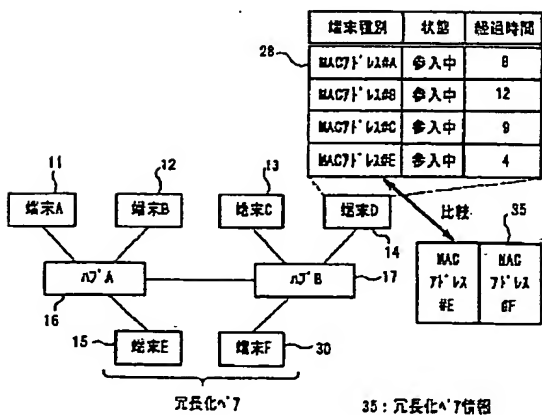 端末種別 状態 経過時間
28 MACアドレス#A 参入中 8
MACアドレス#B 参入中 12
MACアドレス#C 参入中 9
MACアドレス#E 参入中 4
11 12 13
端末A 端末B 端末C 端末D
14
比較
35
ハブA ハブB
16 17
MAC
アドレス
#E
MAC
アドレス
#F
15 端末E 端末F 30
冗長化ペア
35:冗長化ペア情報